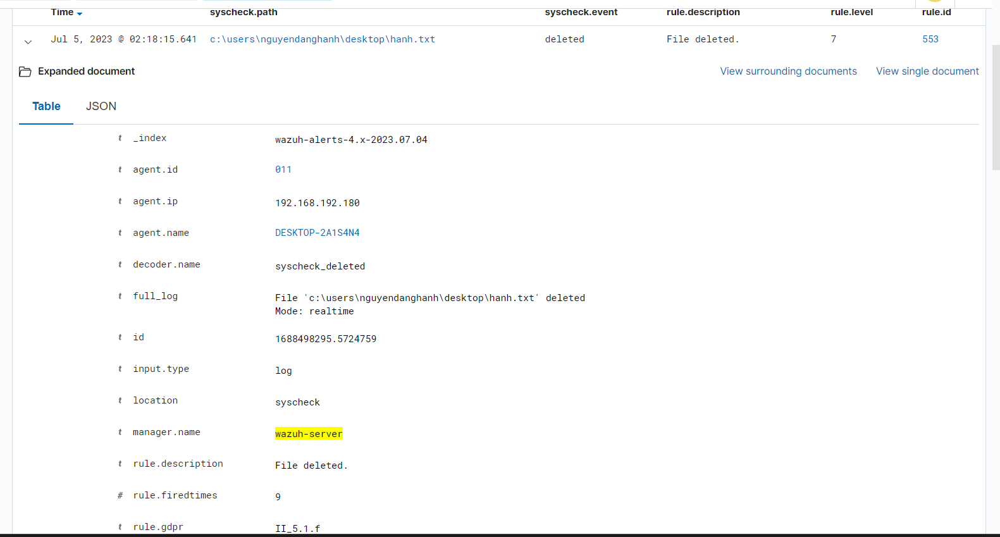 Time syscheck.path syscheck.event rule.description rule.level rule.id
Jul 5, 2023 @ 02:18:15.641 c:\users\nguyendanghanh\desktop\hanh.txt deleted File deleted. 7 553
Expanded document View surrounding documents View single document
Table JSON
t _index wazuh-alerts-4.x-2023.07.04
t agent.id 011
t agent.ip 192.168.192.180
t agent.name DESKTOP-2A1S4N4
t decoder.name syscheck_deleted
t full_log File 'c:\users\nguyendanghanh\desktop\hanh.txt' deleted
Mode: realtime
t id 1688498295.5724759
t input.type log
t location syscheck
t manager.name wazuh-server
t rule.description File deleted.
# rule.firedtimes 9
t rule.gdpr II_5.1.f